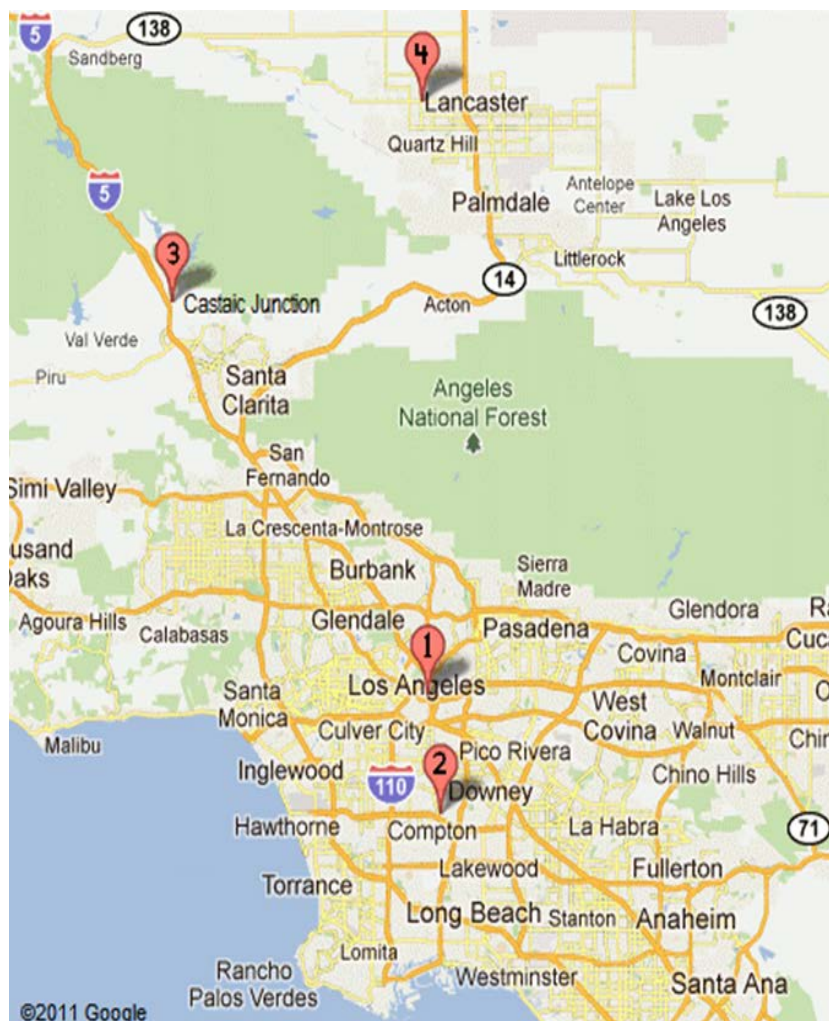 5
138
Sandberg
4
Lancaster
Quartz Hill
5
Palmdale
Antelope
Center
Lake Los
Angeles
3
Littlerock
14
Castaic Junction
Acton
138
Val Verde
Piru
Santa
Clarita
Angeles
National Forest
San
Fernando
Simi Valley
La Crescenta-Montrose
usand
Oaks
Burbank
Sierra
Madre
Agoura Hills
Glendale
Pasadena
Glendora
Ra
Cuca
Calabasas
Covina
1
Montclair
Los Angeles
Santa
Monica
West
Covina
Culver City
Walnut
Chin
Malibu
Pico Rivera
Inglewood
2
110
Downey
Chino Hills
Hawthorne
Compton
La Habra
71
Lakewood
Fullerton
Torrance
Long Beach
Stanton
Anaheim
Lomita
Rancho
Palos Verdes
Westminster
Santa Ana
©2011 Google